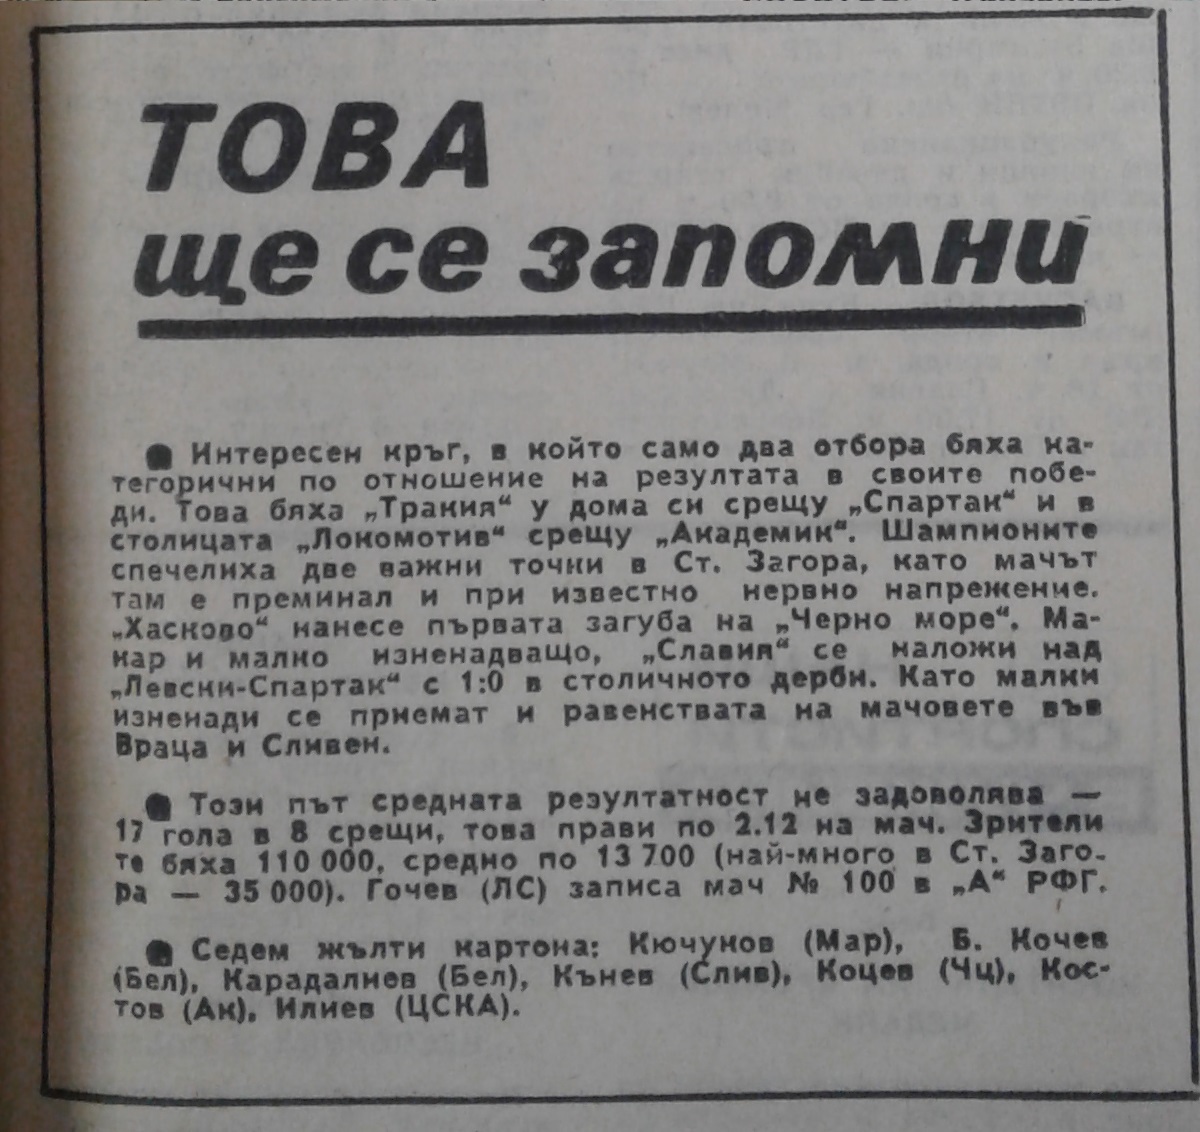 ТОВА
ще се запомни
● Интересен кръг, в който само два отбора бяха ка-
тегорични по отношение на резултата в своите побе-
ди. Това бяха „Тракия“ у дома си срещу „Спартак“ и в
столицата „Локомотив“ срещу „Академик“. Шампионите
спечелиха две важни точки в Ст. Загора, като мачът
там е преминал и при известно нервно напрежение.
„Хасково“ нанесе първата загуба на „Черно море“. Ма-
кар и малко изненадващо, „Славия“ се наложи над
„Левски-Спартак“ с 1:0 в столичното дерби. Като малки
изненади се приемат и равенствата на мачовете във
Враца и Сливен.
● Този път средната резултатност не задоволява —
17 гола в 8 срещи, това прави по 2.12 на мач. Зрители
те бяха 110 000, средно по 13 700 (най-много в Ст. Заго-
ра — 35 000). Гочев (ЛС) записа мач № 100 в „А“ РФГ.
● Седем жълти картона: Кючуков (Мар), Б. Кочев
(Бел), Карадалиев (Бел), Кънев (Слив), Коцев (Чц), Кос-
тов (Ак), Илиев (ЦСКА).